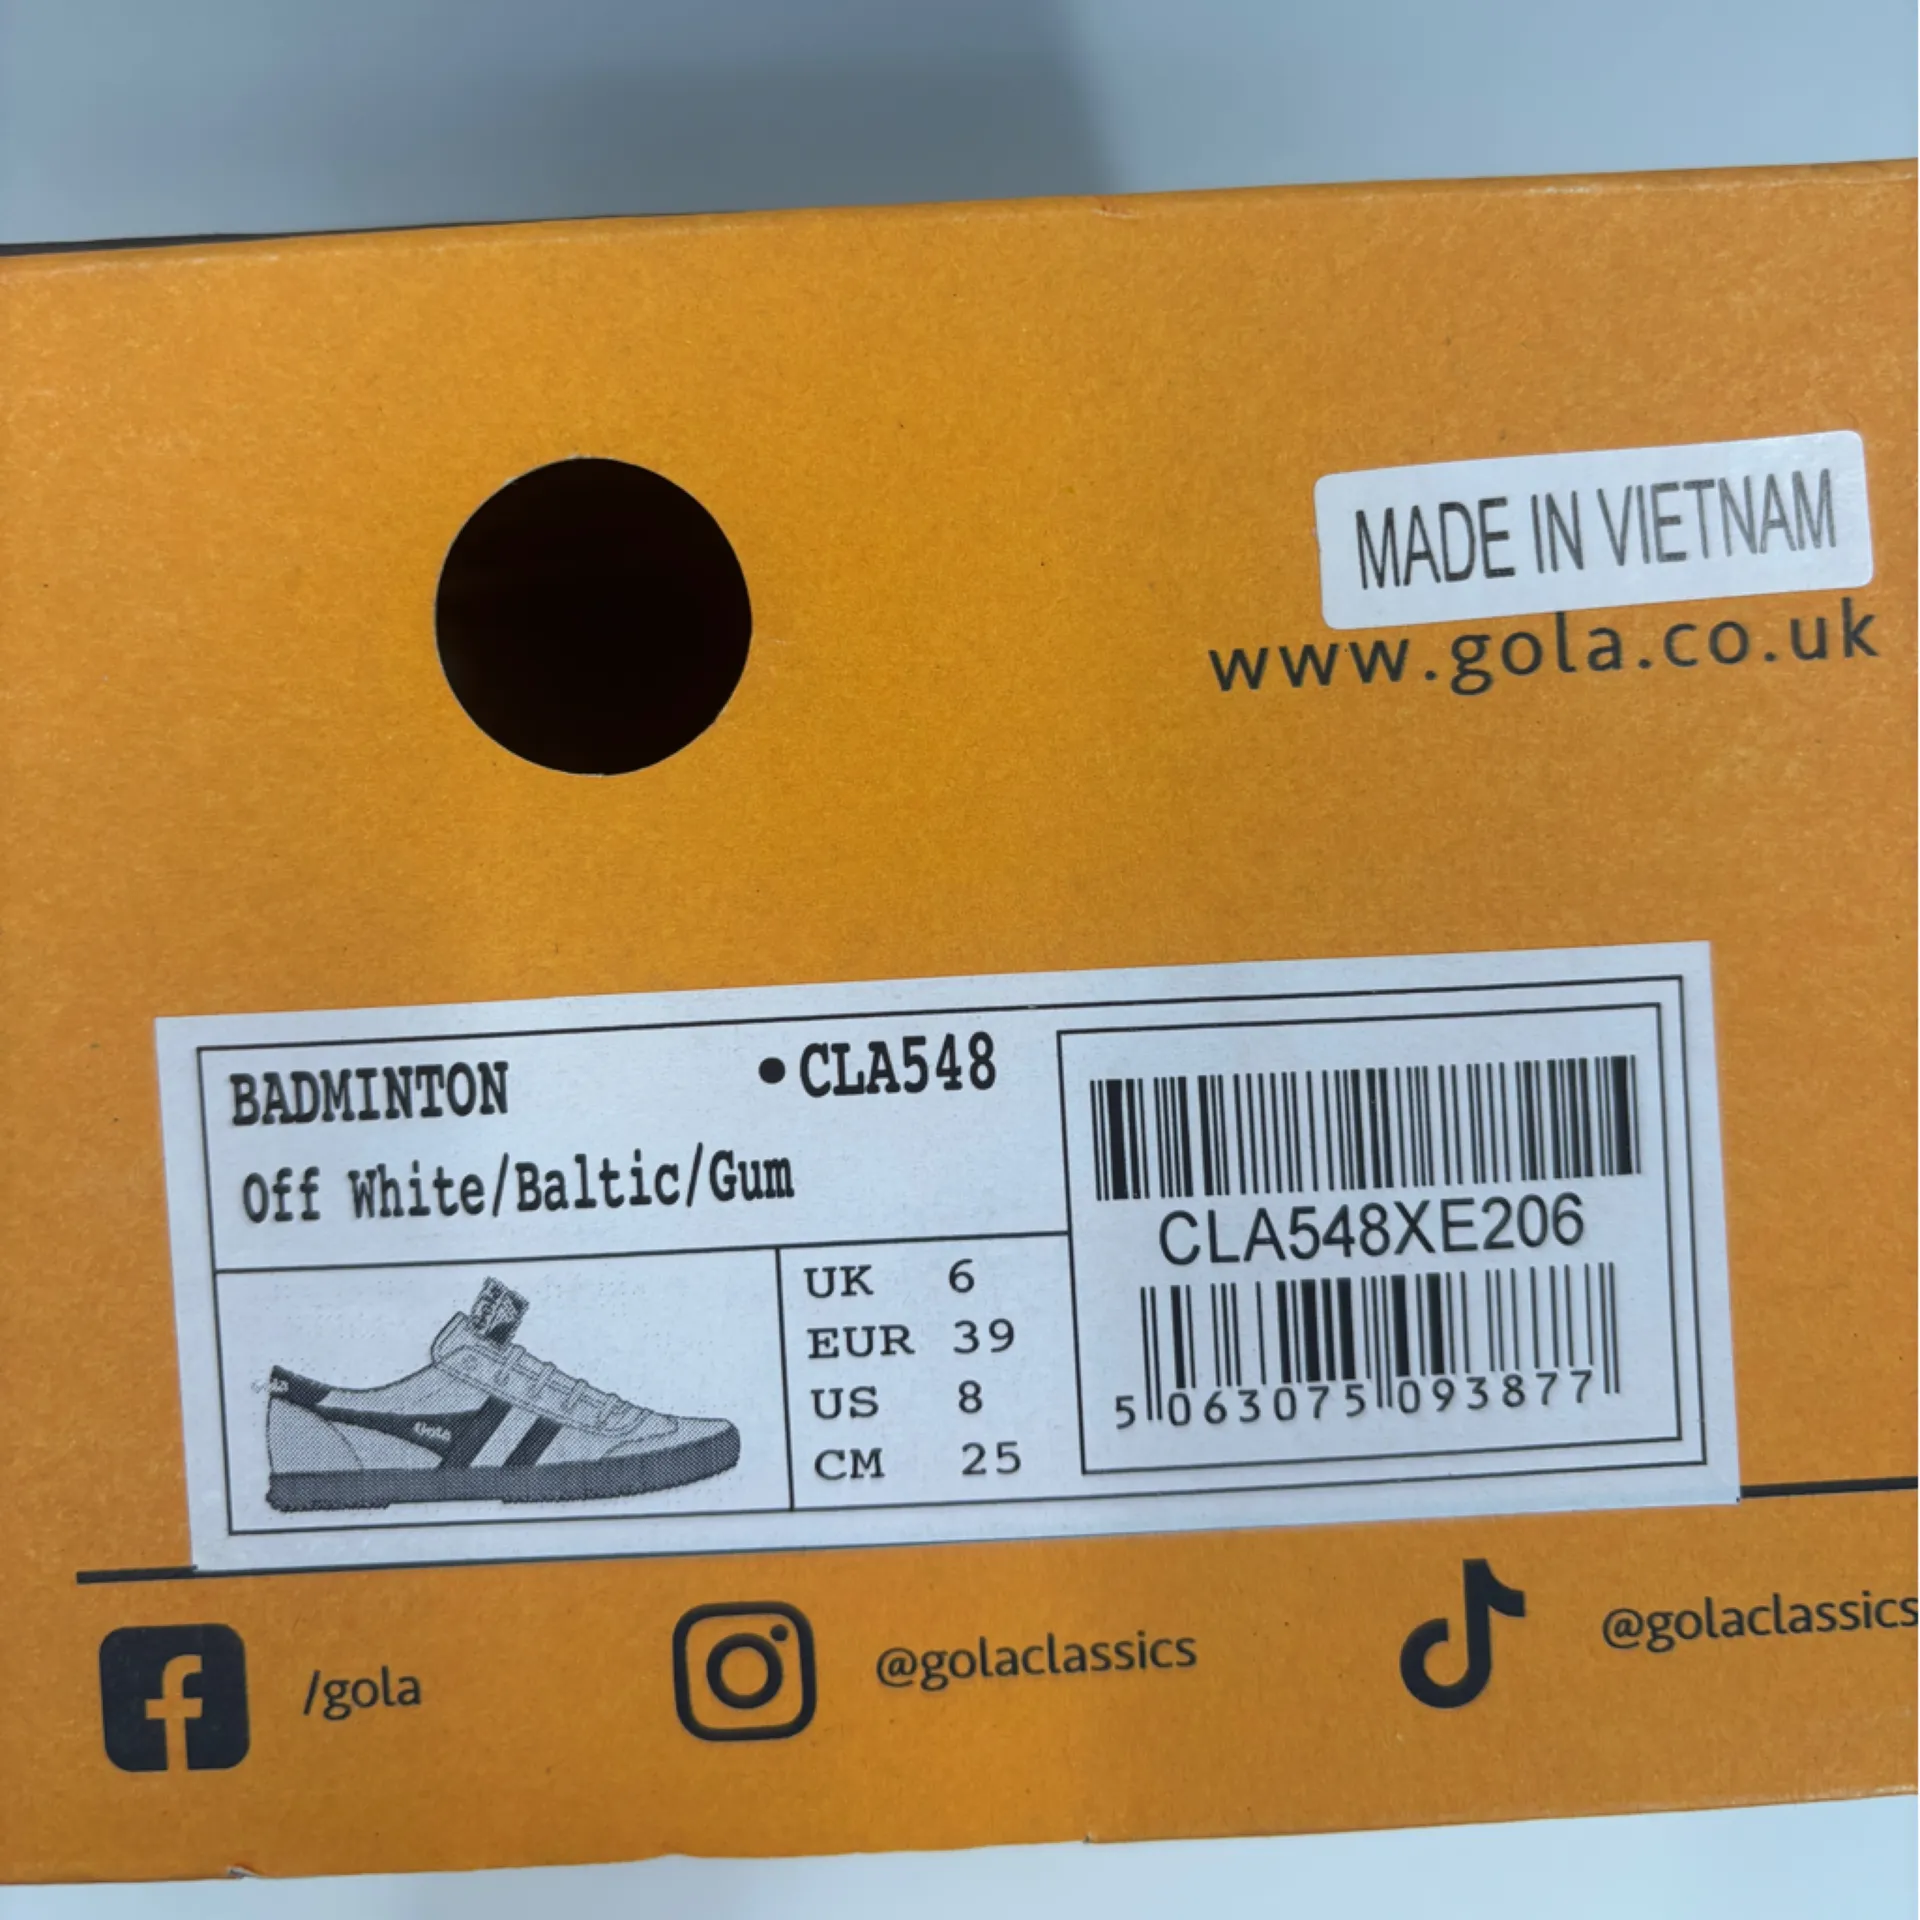 MADE IN VIETNAM
www.gola.co.uk
BADMINTON
•CLA548
Off White/Baltic/Gum
Gola
UK 6
EUR 39
US 8
CM 25
CLA548XE206
5 063075 093877
/gola
@golaclassics
@golaclassics